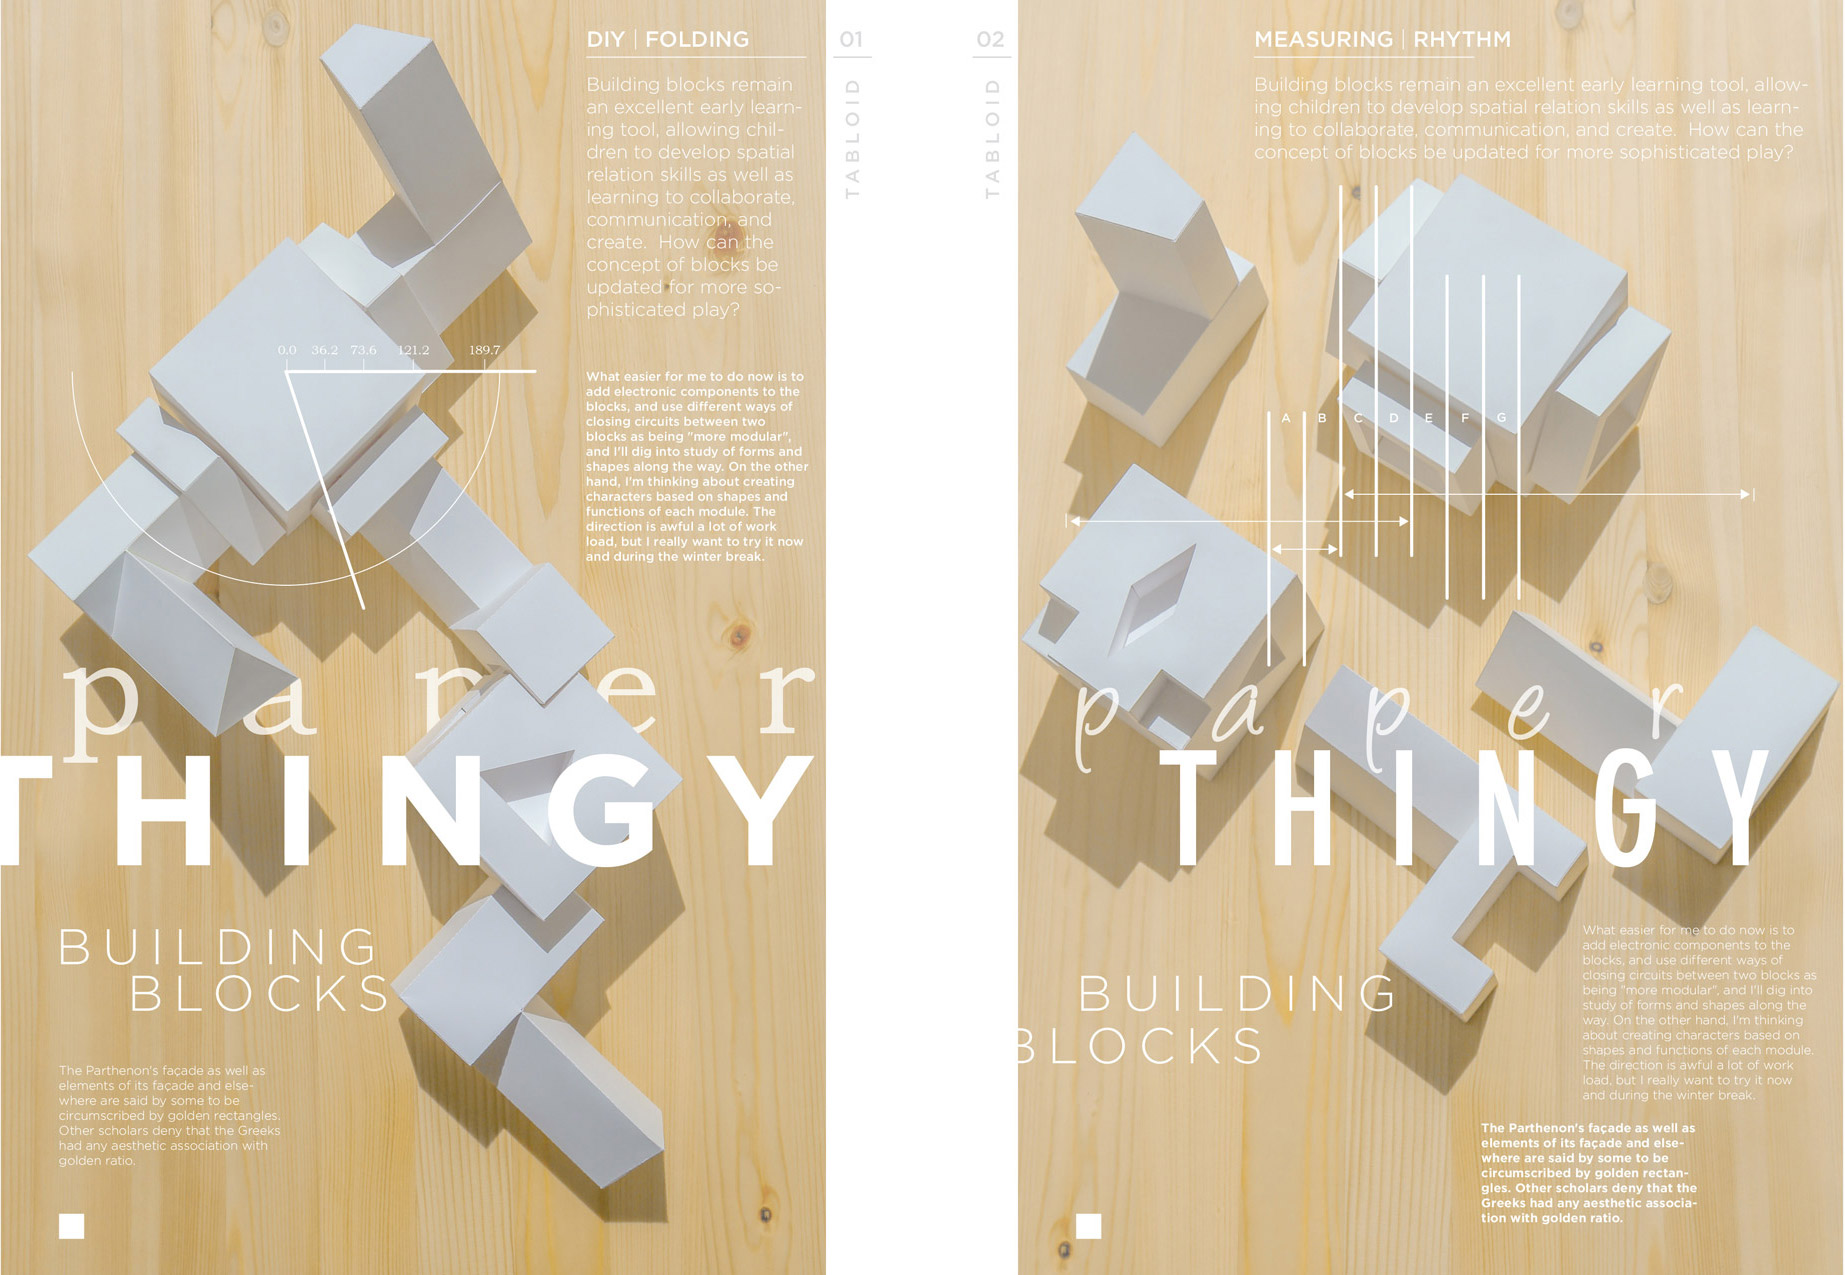 DIY | FOLDING
Building blocks remain
an excellent early learn-
ing tool, allowing chil-
dren to develop spatial
relation skills as well as
learning to collaborate,
communication, and
create.  How can the
concept of blocks be
updated for more so-
phisticated play?
01
TABLOID
0.0 36.2 73.6 121.2 189.7
What easier for me to do now is to
add electronic components to the
blocks, and use different ways of
closing circuits between two
blocks as being "more modular",
and I'll dig into study of forms and
shapes along the way. On the other
hand, I'm thinking about creating
characters based on shapes and
functions of each module. The
direction is awful a lot of work
load, but I really want to try it now
and during the winter break.
paper
THINGY
BUILDING
BLOCKS
The Parthenon's façade as well as
elements of its façade and else-
where are said by some to be
circumscribed by golden rectangles.
Other scholars deny that the Greeks
had any aesthetic association with
golden ratio.
02
TABLOID
MEASURING | RHYTHM
Building blocks remain an excellent early learning tool, allow-
ing children to develop spatial relation skills as well as learn-
ing to collaborate, communication, and create.  How can the
concept of blocks be updated for more sophisticated play?
A B C D E F G
paper
THINGY
BUILDING
BLOCKS
What easier for me to do now is to
add electronic components to the
blocks, and use different ways of
closing circuits between two blocks as
being "more modular", and I'll dig into
study of forms and shapes along the
way. On the other hand, I'm thinking
about creating characters based on
shapes and functions of each module.
The direction is awful a lot of work
load, but I really want to try it now
and during the winter break.
The Parthenon's façade as well as
elements of its façade and else-
where are said by some to be
circumscribed by golden rectan-
gles. Other scholars deny that the
Greeks had any aesthetic associa-
tion with golden ratio.